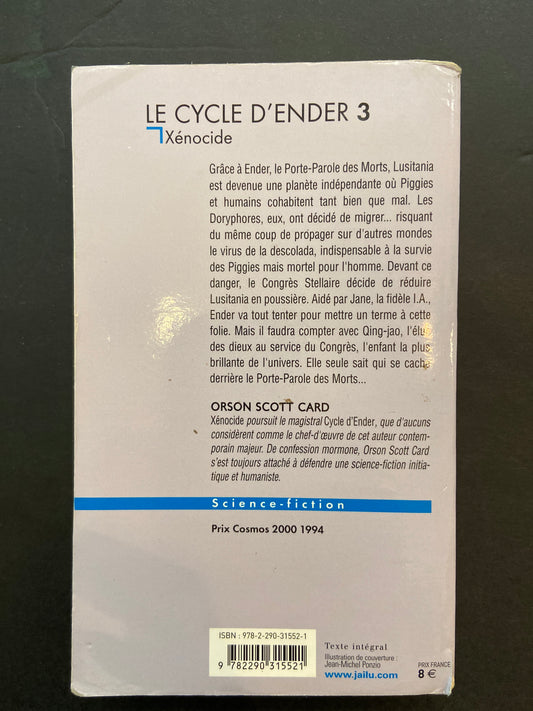 LE CYCLE D'ENDER 3
Xénocide
Grâce à Ender, le Porte-Parole des Morts, Lusitania
est devenue une planète indépendante où Piggies
et humains cohabitent tant bien que mal. Les
Doryphores, eux, ont décidé de migrer... risquant
du même coup de propager sur d'autres mondes
le virus de la descolada, indispensable à la survie
des Piggies mais mortel pour l'homme. Devant ce
danger, le Congrès Stellaire décide de réduire
Lusitania en poussière. Aidé par Jane, la fidèle I.A.,
Ender va tout tenter pour mettre un terme à cette
folie. Mais il faudra compter avec Qing-jao, l'élue
des dieux au service du Congrès, l'enfant la plus
brillante de l'univers. Elle seule sait qui se cache
derrière le Porte-Parole des Morts...
ORSON SCOTT CARD
Xénocide poursuit le magistral Cycle d'Ender, que d'aucuns
considèrent comme le chef-d'œuvre de cet auteur contem-
porain majeur. De confession mormone, Orson Scott Card
s'est toujours attaché à défendre une science-fiction initia-
tique et humaniste.
Science-fiction
Prix Cosmos 2000 1994
ISBN : 978-2-290-31552-1
9 782290 315521
Texte intégral
Illustration de couverture :
Jean-Michel Ponzio
www.jailu.com
PRIX FRANCE
8 €